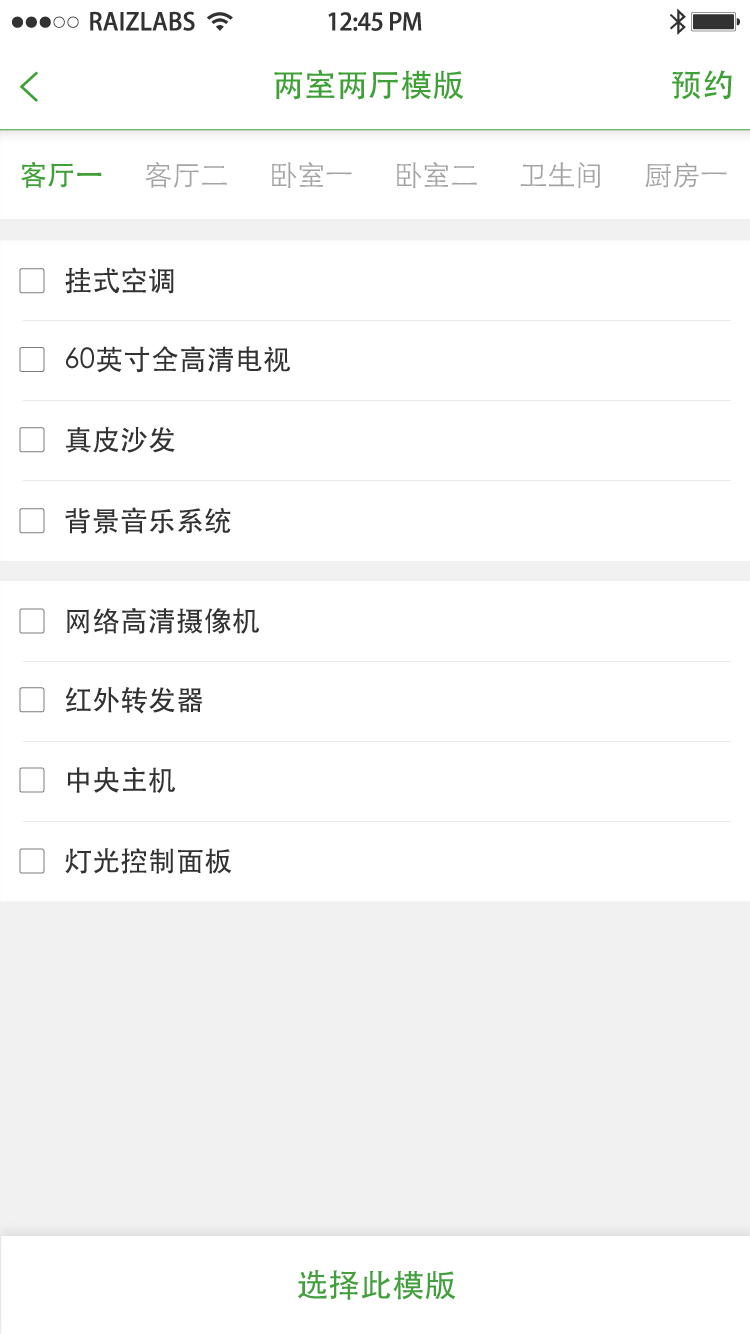 RAIZLABS 12:45 PM
两室两厅模版 预约
客厅一 客厅二 卧室一 卧室二 卫生间 厨房一
挂式空调
60英寸全高清电视
真皮沙发
背景音乐系统
网络高清摄像机
红外转发器
中央主机
灯光控制面板
选择此模版